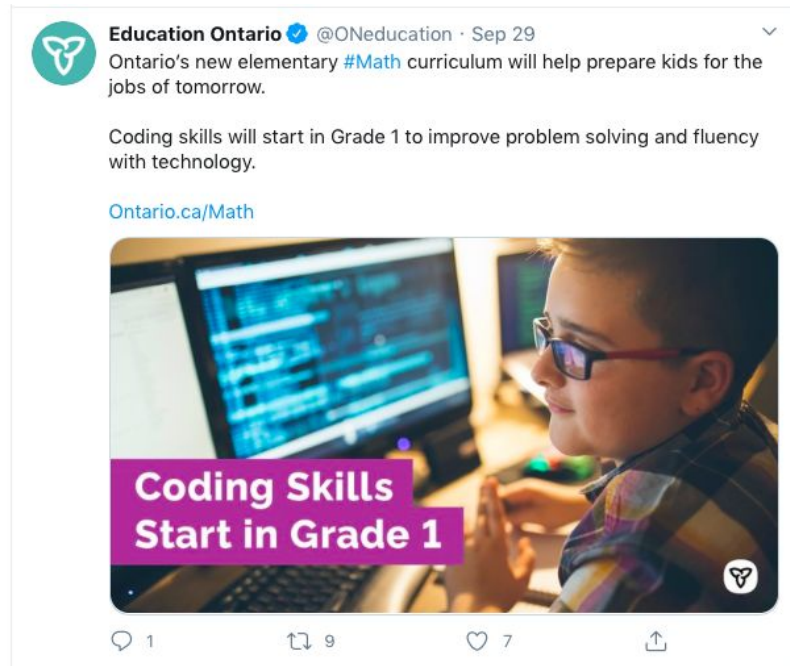 Education Ontario @ONeducation · Sep 29
Ontario's new elementary #Math curriculum will help prepare kids for the
jobs of tomorrow.
Coding skills will start in Grade 1 to improve problem solving and fluency
with technology.
Ontario.ca/Math
Coding Skills
Start in Grade 1
1 9 7